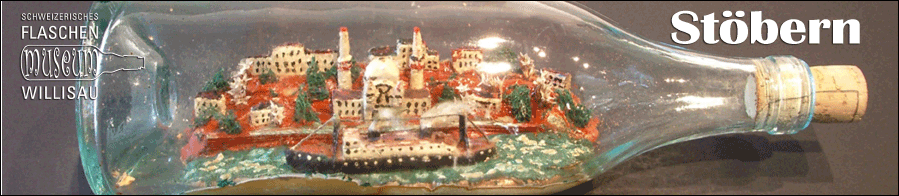 SCHWEIZERISCHES
FLASCHEN
museum
WILLISAU
Stöbern